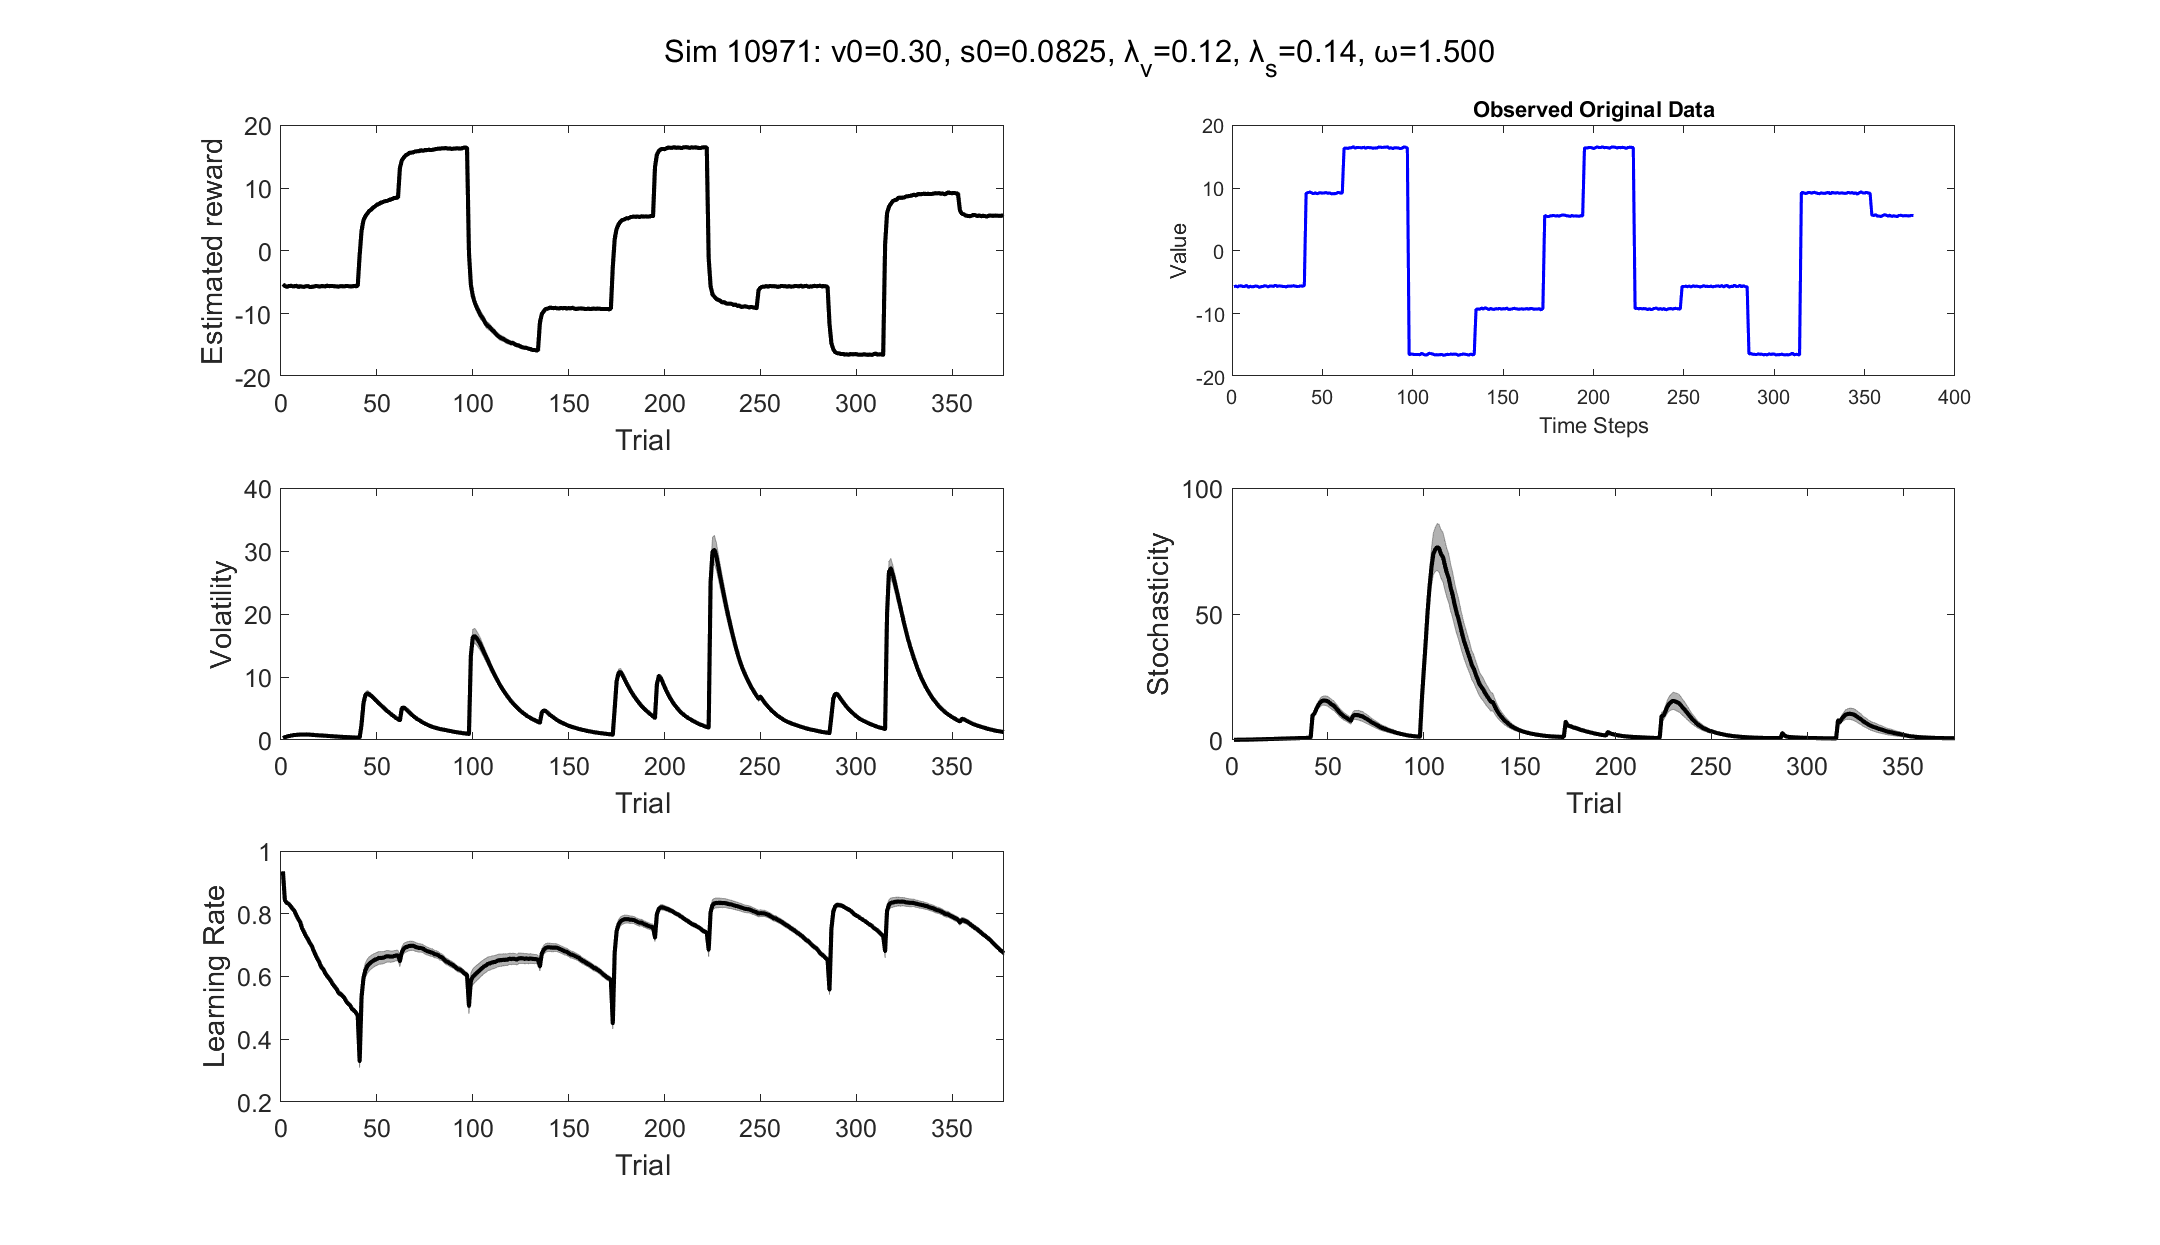 Sim 10971: v0=0.30, s0=0.0825, λ_v=0.12, λ_s=0.14, ω=1.500
Estimated reward
20
10
0
-10
-20
0 50 100 150 200 250 300 350
Trial
Observed Original Data
Value
20
10
0
-10
-20
0 50 100 150 200 250 300 350 400
Time Steps
Volatility
40
30
20
10
0
0 50 100 150 200 250 300 350
Trial
Stochasticity
100
50
0
0 50 100 150 200 250 300 350
Trial
Learning Rate
1
0.8
0.6
0.4
0.2
0 50 100 150 200 250 300 350
Trial